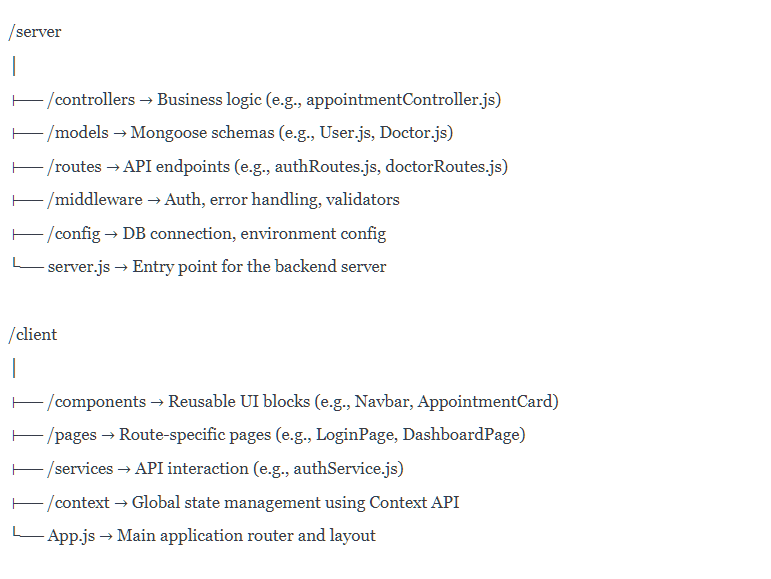 /server
│
├── /controllers → Business logic (e.g., appointmentController.js)
├── /models → Mongoose schemas (e.g., User.js, Doctor.js)
├── /routes → API endpoints (e.g., authRoutes.js, doctorRoutes.js)
├── /middleware → Auth, error handling, validators
├── /config → DB connection, environment config
└── server.js → Entry point for the backend server
/client
│
├── /components → Reusable UI blocks (e.g., Navbar, AppointmentCard)
├── /pages → Route-specific pages (e.g., LoginPage, DashboardPage)
├── /services → API interaction (e.g., authService.js)
├── /context → Global state management using Context API
└── App.js → Main application router and layout